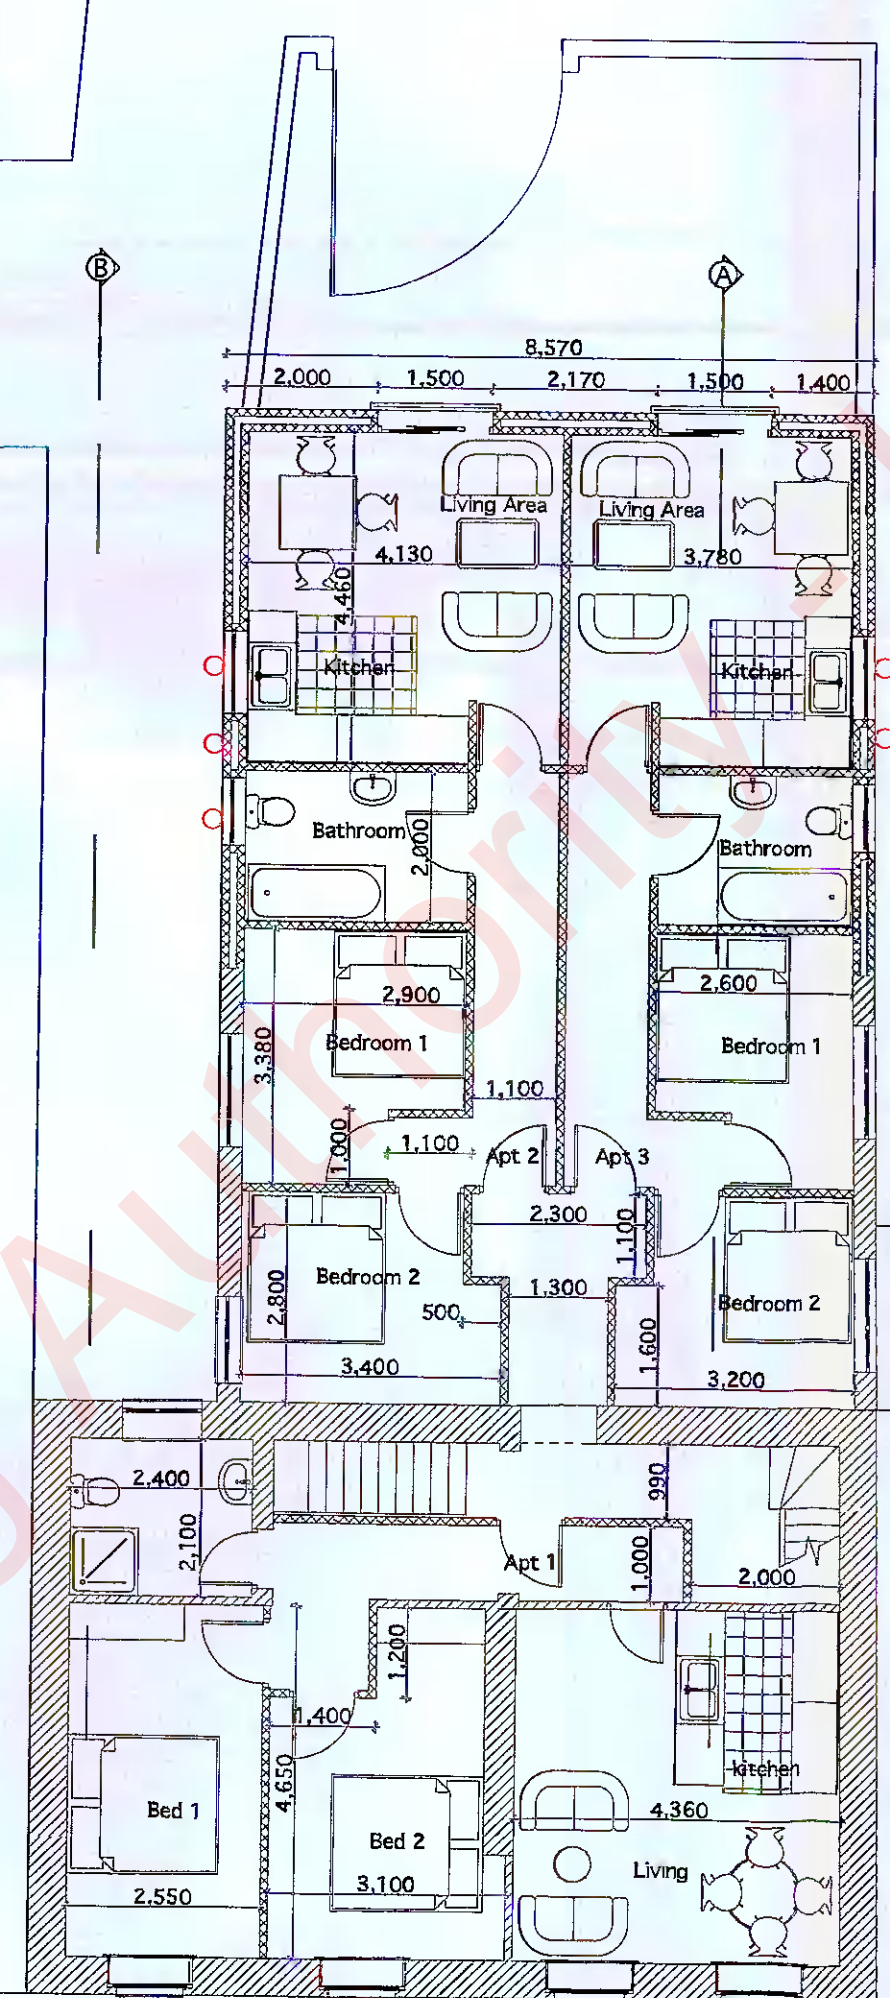 B
A
8,570
2,000
1,500
2,170
1,500
1,400
Living Area
Living Area
4,130
3,780
4,460
Kitchen
Kitchen
Bathroom
2,000
Bathroom
2,900
2,600
Bedroom 1
Bedroom 1
3,380
1,100
1,000
1,100
Apt 2
Apt 3
2,300
1,100
Bedroom 2
2,800
1,300
Bedroom 2
500
1,600
3,400
3,200
2,400
990
2,100
Apt 1
1,000
2,000
1,200
1,400
4,650
kitchen
Bed 1
4,360
Bed 2
Living
3,100
2,550
Authority -